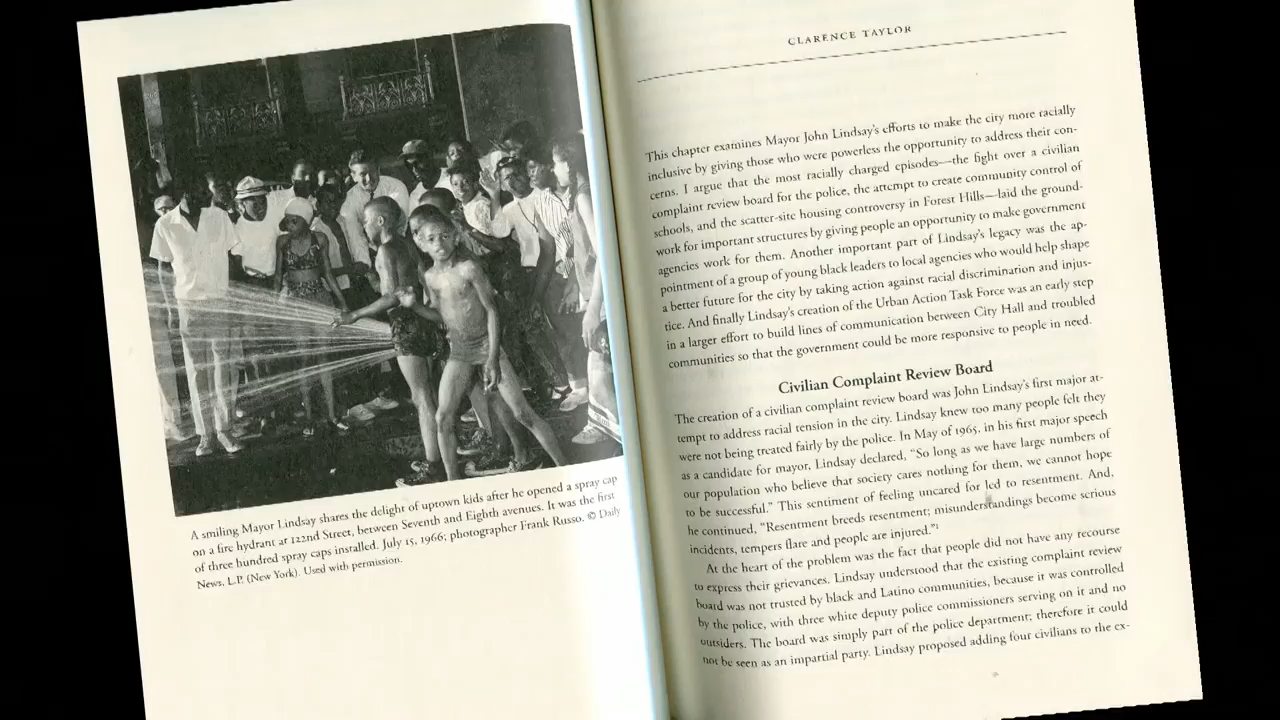 A smiling Mayor Lindsay shares the delight of uptown kids after he opened a spray cap
on a fire hydrant at 122nd Street, between Seventh and Eighth avenues. It was the first
of three hundred spray caps installed. July 15, 1966; photographer Frank Russo. © Daily
News, L.P. (New York). Used with permission.
CLARENCE TAYLOR
This chapter examines Mayor John Lindsay's efforts to make the city more racially
inclusive by giving those who were powerless the opportunity to address their con-
cerns. I argue that the most racially charged episodes—the fight over a civilian
complaint review board for the police, the attempt to create community control of
schools, and the scatter-site housing controversy in Forest Hills—laid the ground-
work for important structures by giving people an opportunity to make government
agencies work for them. Another important part of Lindsay's legacy was the ap-
pointment of a group of young black leaders to local agencies who would help shape
a better future for the city by taking action against racial discrimination and injus-
tice. And finally Lindsay's creation of the Urban Action Task Force was an early step
in a larger effort to build lines of communication between City Hall and troubled
communities so that the government could be more responsive to people in need.
Civilian Complaint Review Board
The creation of a civilian complaint review board was John Lindsay's first major at-
tempt to address racial tension in the city. Lindsay knew too many people felt they
were not being treated fairly by the police. In May of 1965, in his first major speech
as a candidate for mayor, Lindsay declared, "So long as we have large numbers of
our population who believe that society cares nothing for them, we cannot hope
to be successful." This sentiment of feeling uncared for led to resentment. And,
he continued, "Resentment breeds resentment; misunderstandings become serious
incidents, tempers flare and people are injured."1
At the heart of the problem was the fact that people did not have any recourse
to express their grievances. Lindsay understood that the existing complaint review
board was not trusted by black and Latino communities, because it was controlled
by the police, with three white deputy police commissioners serving on it and no
outsiders. The board was simply part of the police department; therefore it could
not be seen as an impartial party. Lindsay proposed adding four civilians to the ex-